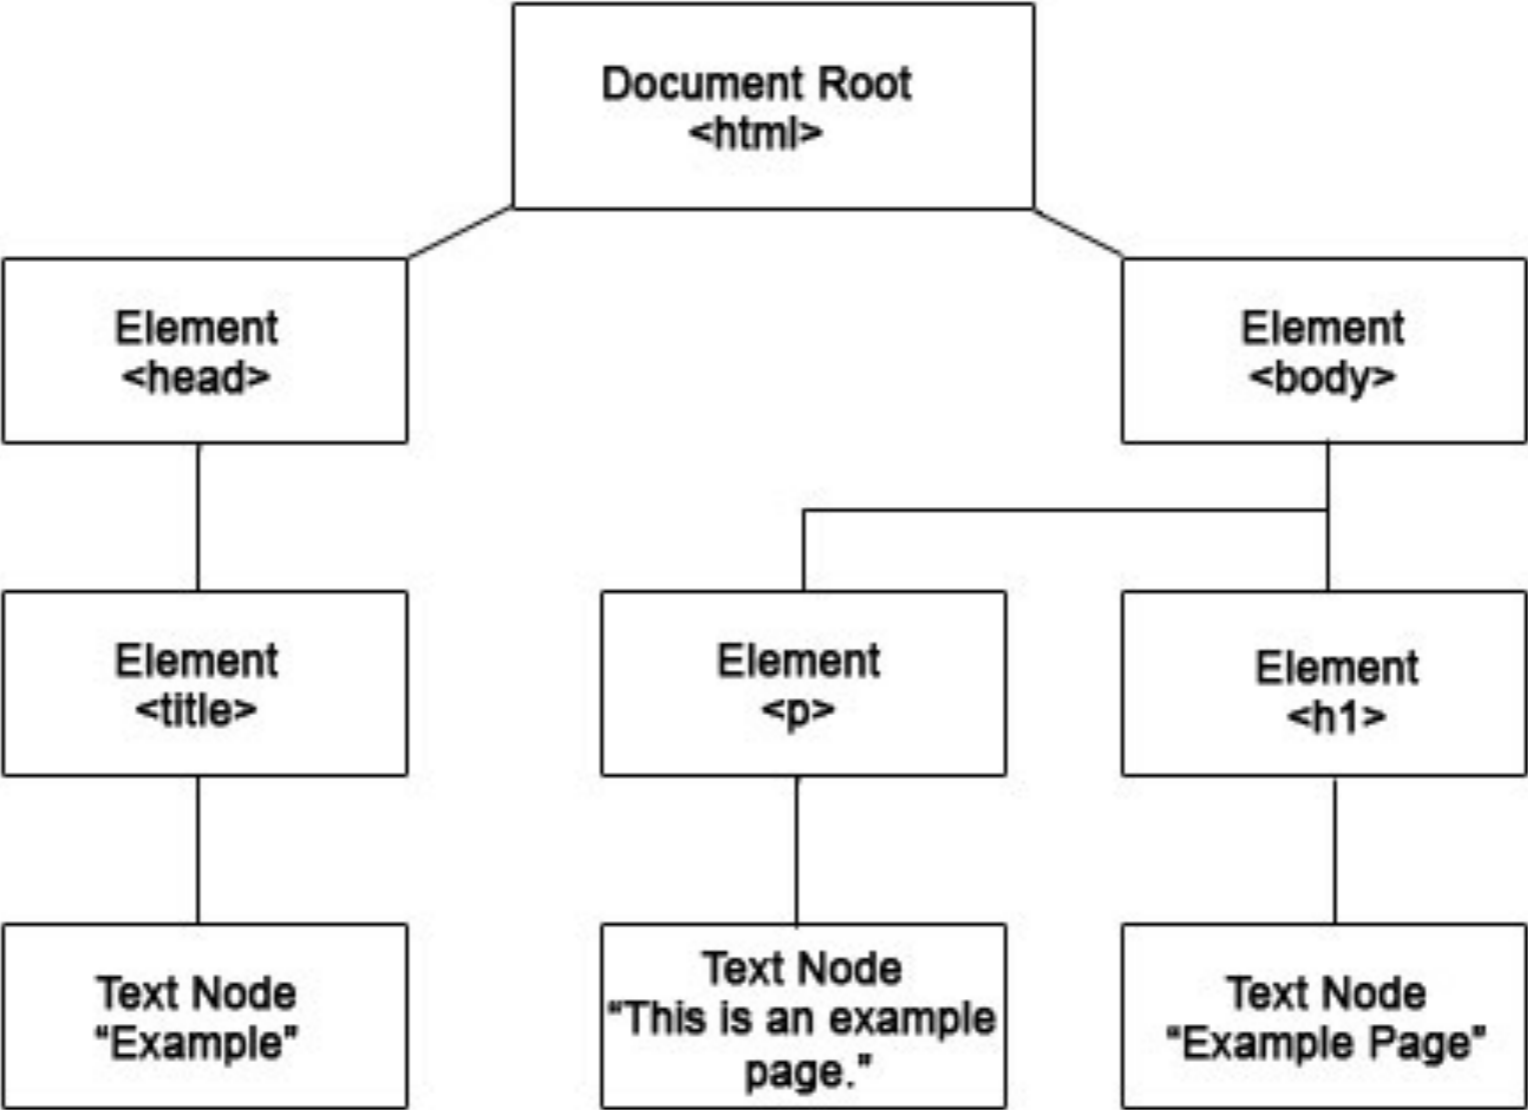 Document Root
<html>
Element
<head>
Element
<body>
Element
<title>
Element
<p>
Element
<h1>
Text Node
“Example”
Text Node
“This is an example
page.”
Text Node
“Example Page”